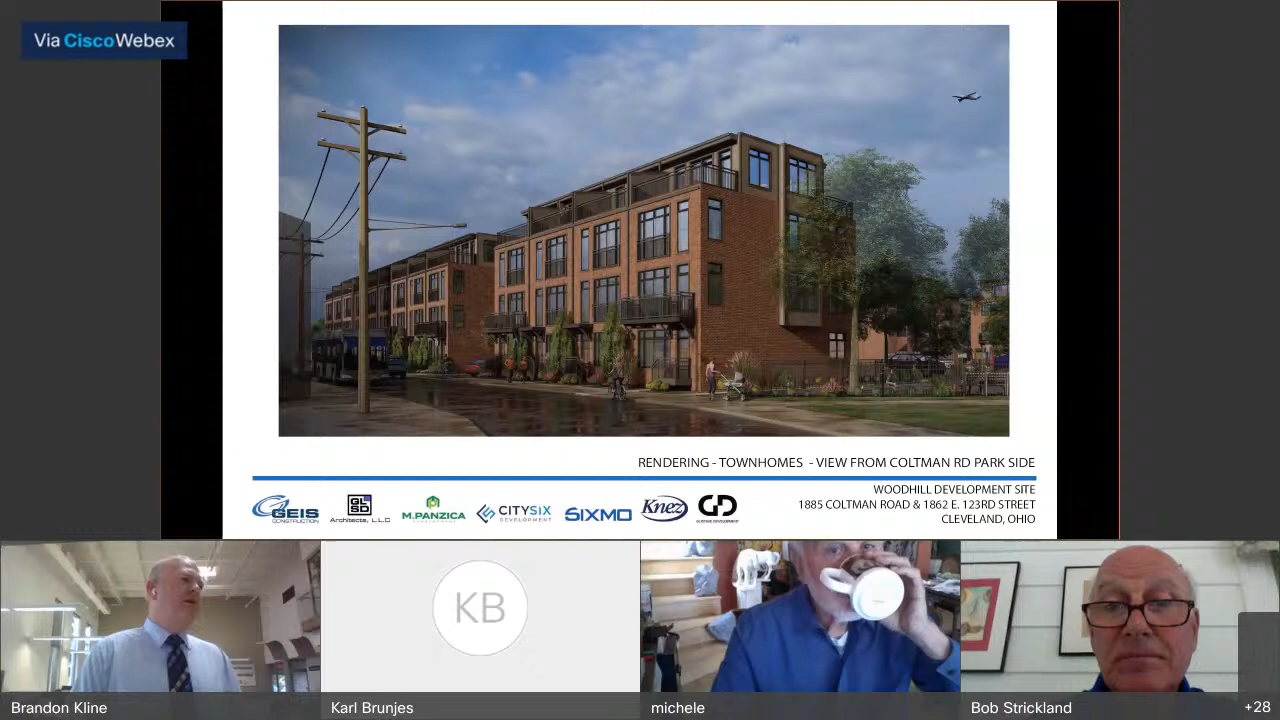 Via Cisco Webex
RENDERING - TOWNHOMES - VIEW FROM COLTMAN RD PARK SIDE
WOODHILL DEVELOPMENT SITE
1885 COLTMAN ROAD & 1862 E. 123RD STREET
CLEVELAND, OHIO
GEIS
CONSTRUCTION
GLSD
Architects, L.L.C
M.PANZICA
CITYSIX
DEVELOPMENT
SIXMO
Knez
GD
KB
Brandon Kline
Karl Brunjes
michele
Bob Strickland
+28